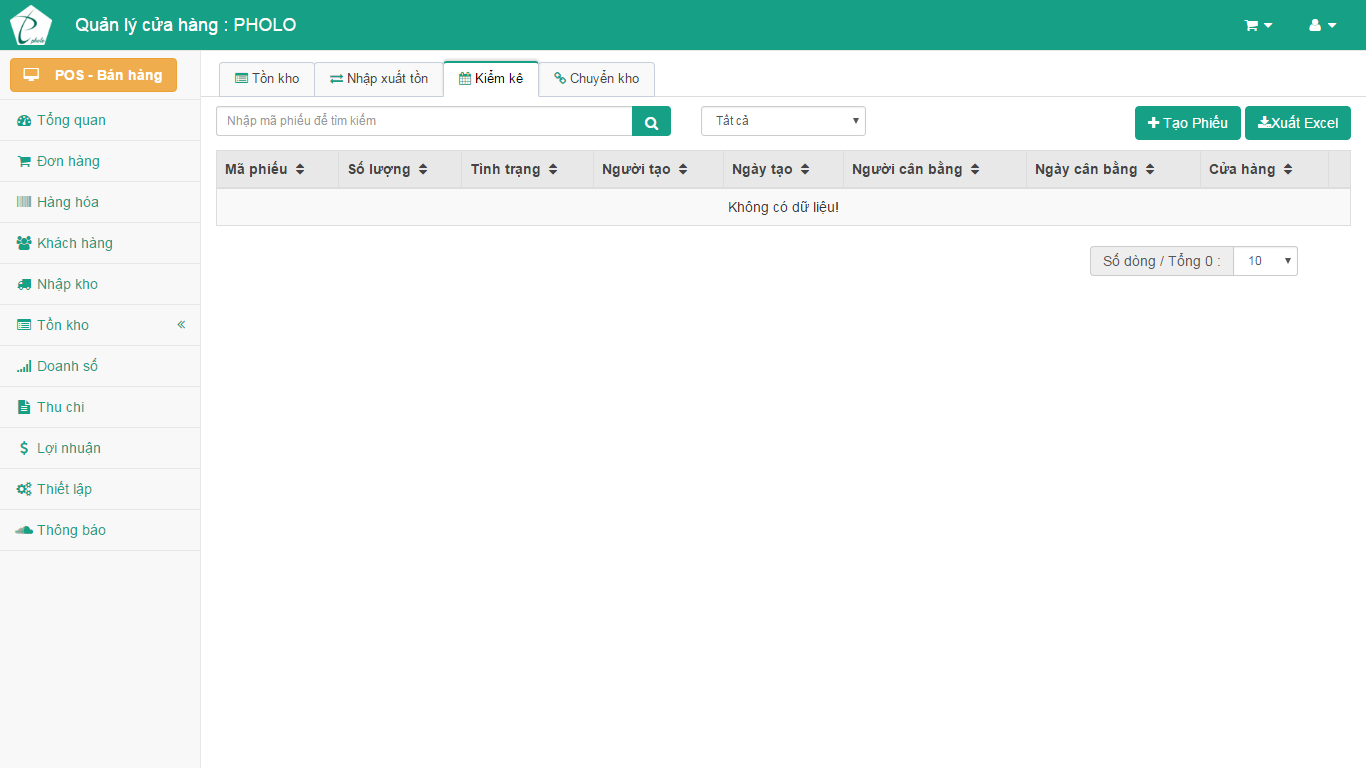 pholo
Quản lý cửa hàng : PHOLO
POS - Bán hàng
Tổng quan
Đơn hàng
Hàng hóa
Khách hàng
Nhập kho
Tồn kho
Doanh số
Thu chi
Lợi nhuận
Thiết lập
Thông báo
Tồn kho Nhập xuất tồn Kiểm kê Chuyển kho
Nhập mã phiếu để tìm kiếm Tất cả Tạo Phiếu Xuất Excel
Mã phiếu Số lượng Tình trạng Người tạo Ngày tạo Người cân bằng Ngày cân bằng Cửa hàng
Không có dữ liệu!
Số dòng / Tổng 0 : 10